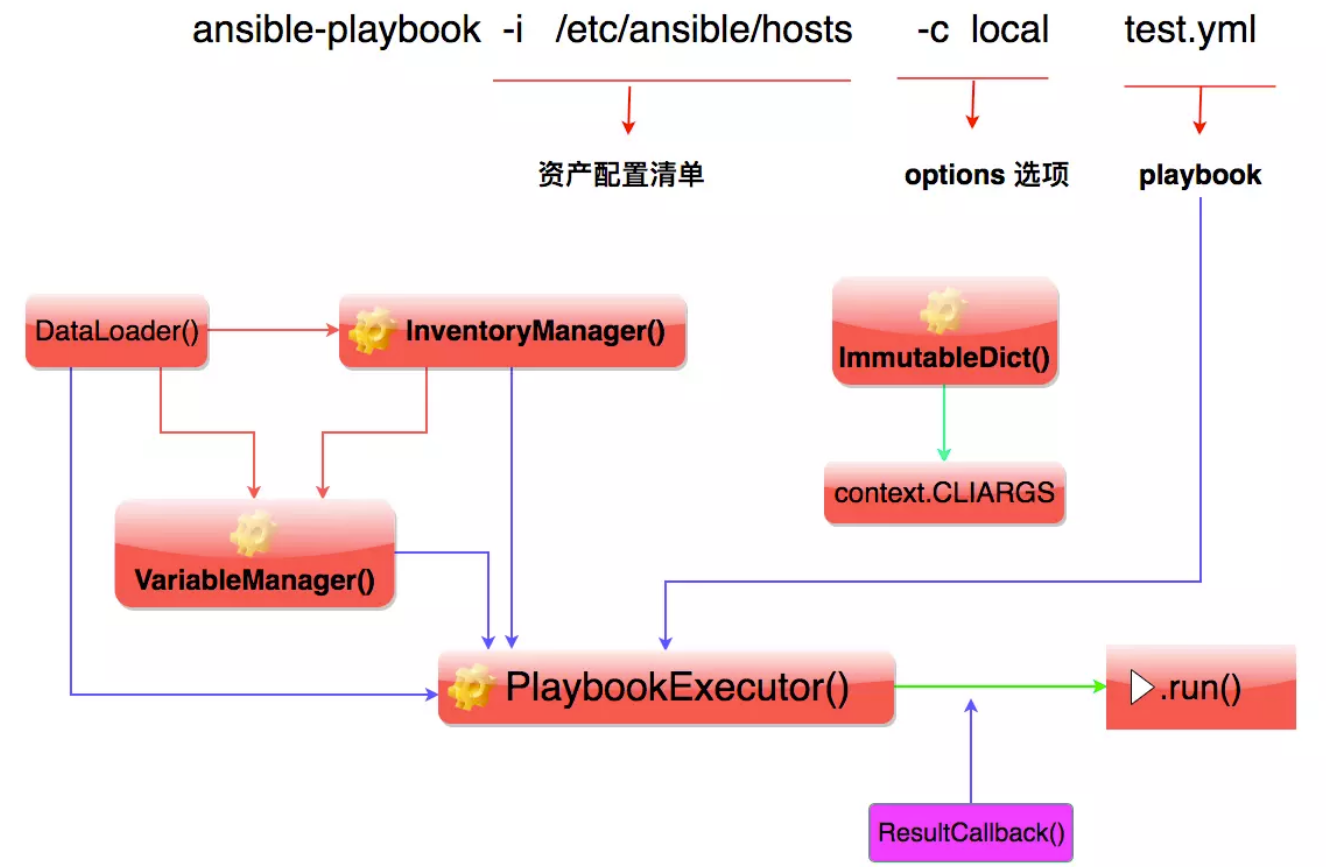 ansible-playbook -i /etc/ansible/hosts -c local test.yml
资产配置清单 options 选项 playbook
DataLoader() InventoryManager() ImmutableDict()
context.CLIARGS
VariableManager()
PlaybookExecutor() .run()
ResultCallback()